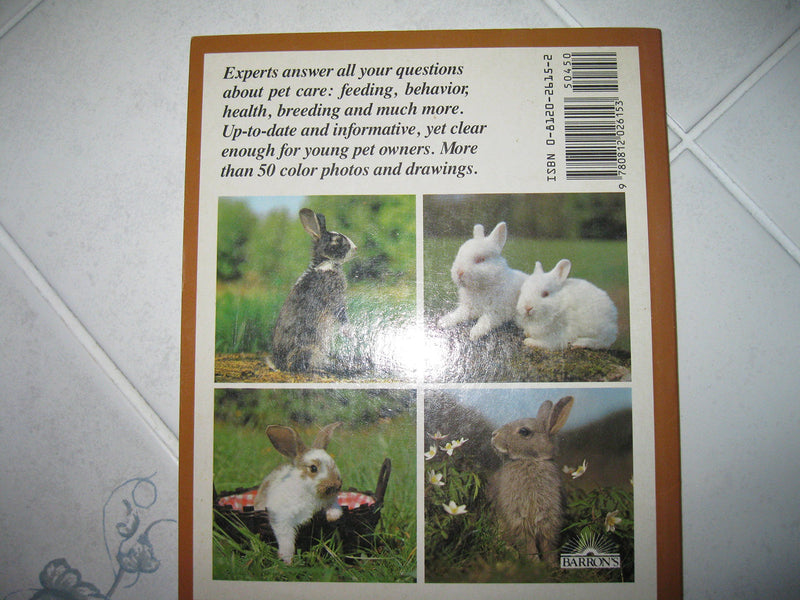 Experts answer all your questions
about pet care: feeding, behavior,
health, breeding and much more.
Up-to-date and informative, yet clear
enough for young pet owners. More
than 50 color photos and drawings.
50450
ISBN 0-8120-2615-2
9 780812 026153
BARRON'S